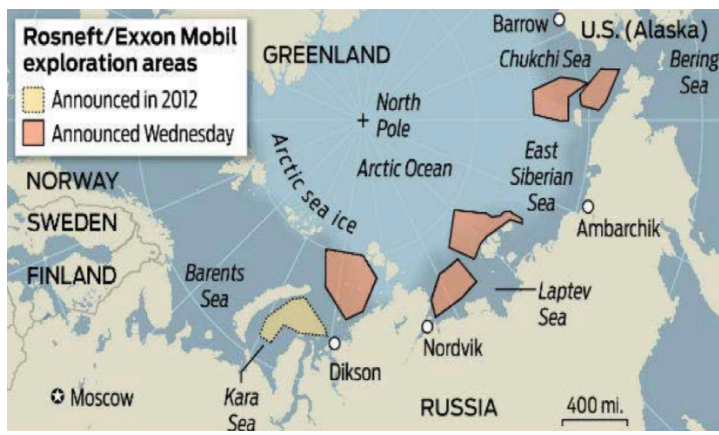 Rosneft/Exxon Mobil
exploration areas
Announced in 2012
Announced Wednesday
GREENLAND
Barrow
U.S. (Alaska)
Chukchi Sea
Bering
Sea
North
Pole
Arctic Ocean
Arctic sea ice
East
Siberian
Sea
Ambarchik
NORWAY
SWEDEN
FINLAND
Barents
Sea
Laptev
Sea
Nordvik
Dikson
Kara
Sea
Moscow
RUSSIA
400 mi.